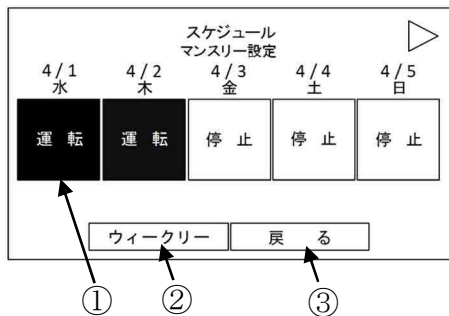 スケジュール
マンスリー設定
4/1 4/2 4/3 4/4 4/5
水 木 金 土 日
運転 運転 停止 停止 停止
ウィークリー 戻る
① ② ③